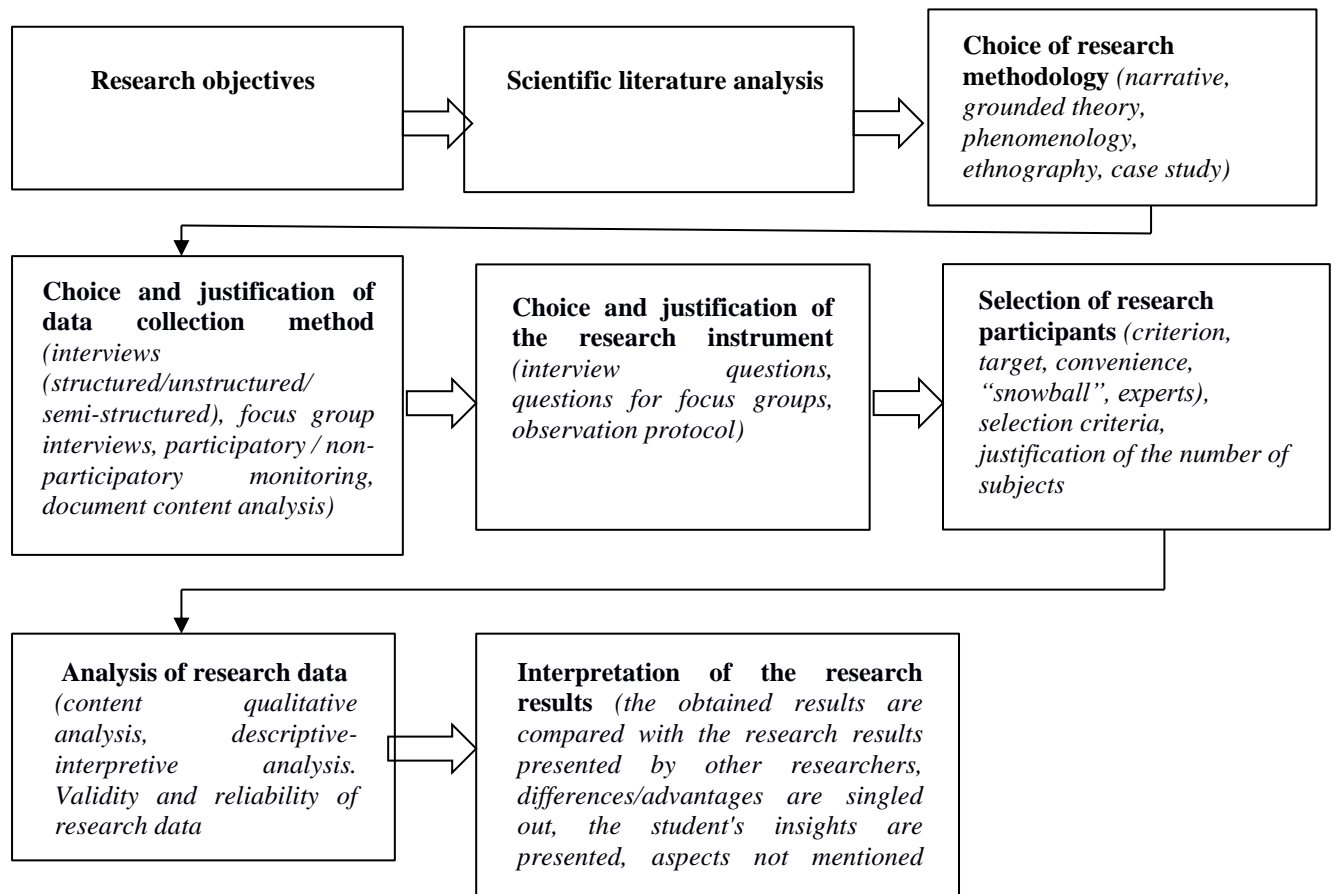 Research objectives
Scientific literature analysis
Choice of research
methodology (narrative,
grounded theory,
phenomenology,
ethnography, case study)
Choice and justification of
data collection method
(interviews
(structured/unstructured/
semi-structured), focus group
interviews, participatory / non-
participatory monitoring,
document content analysis)
Choice and justification of
the research instrument
(interview questions,
questions for focus groups,
observation protocol)
Selection of research
participants (criterion,
target, convenience,
“snowball”, experts),
selection criteria,
justification of the number of
subjects
Analysis of research data
(content qualitative
analysis, descriptive-
interpretive analysis.
Validity and reliability of
research data
Interpretation of the research
results (the obtained results are
compared with the research results
presented by other researchers,
differences/advantages are singled
out, the student's insights are
presented, aspects not mentioned